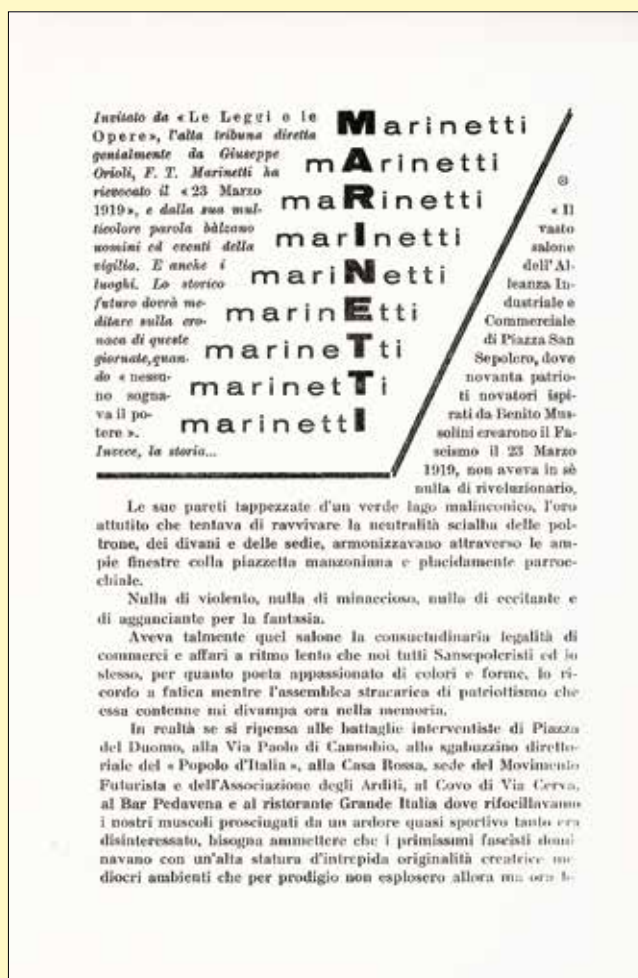 Invitato da « Le Leggi e le
Opere», l'alta tribuna diretta
genialmente da Giuseppe
Orioli, F. T. Marinetti ha
rievocato il « 23 Marzo
1919», e dalla sua mul-
ticolore parola bàlzano
uomini ed eventi della
vigilia. E anche i
luoghi. Lo storico
futuro dovrà me-
ditare sulla cro-
naca di queste
giornate, quan-
do « nessu-
no sogna-
va il po-
tere ».
Invece, la storia...
Marinetti
mArinetti
maRinetti
marInetti
mariNetti
marinEtti
marineTti
marinetTi
marinettI
« Il
vasto
salone
dell'Al-
leanza In-
dustriale e
Commerciale
di Piazza San
Sepolcro, dove
novanta patrio-
ti novatori ispi-
rati da Benito Mus-
solini crearono il Fa-
scismo il 23 Marzo
1919, non aveva in sè
nulla di rivoluzionario.
Le sue pareti tappezzate d'un verde lago malinconico, l'oro
attutito che tentava di ravvivare la neutralità scialba delle pol-
trone, dei divani e delle sedie, armonizzavano attraverso le am-
pie finestre colla piazzetta manzoniana e placidamente parroc-
chiale.
Nulla di violento, nulla di minaccioso, nulla di eccitante e
di agganciante per la fantasia.
Aveva talmente quel salone la consuetudinaria legalità di
commerci e affari a ritmo lento che noi tutti Sansepolcristi ed io
stesso, per quanto poeta appassionato di colori e forme, lo ri-
cordo a fatica mentre l'assemblea stracarica di patriottismo che
essa contenne mi divampa ora nella memoria.
In realtà se si ripensa alle battaglie interventiste di Piazza
del Duomo, alla Via Paolo di Cannobio, allo sgabuzzino diretto-
riale del « Popolo d'Italia », alla Casa Rossa, sede del Movimento
Futurista e dell'Associazione degli Arditi, al Covo di Via Cerva,
al Bar Pedavena e al ristorante Grande Italia dove rifocillavamo
i nostri muscoli prosciugati da un ardore quasi sportivo tanto era
disinteressato, bisogna ammettere che i primissimi fascisti domi-
navano con un'alta statura d'intrepida originalità creatrice me-
diocri ambienti che per prodigio non esplosero allora ma ora